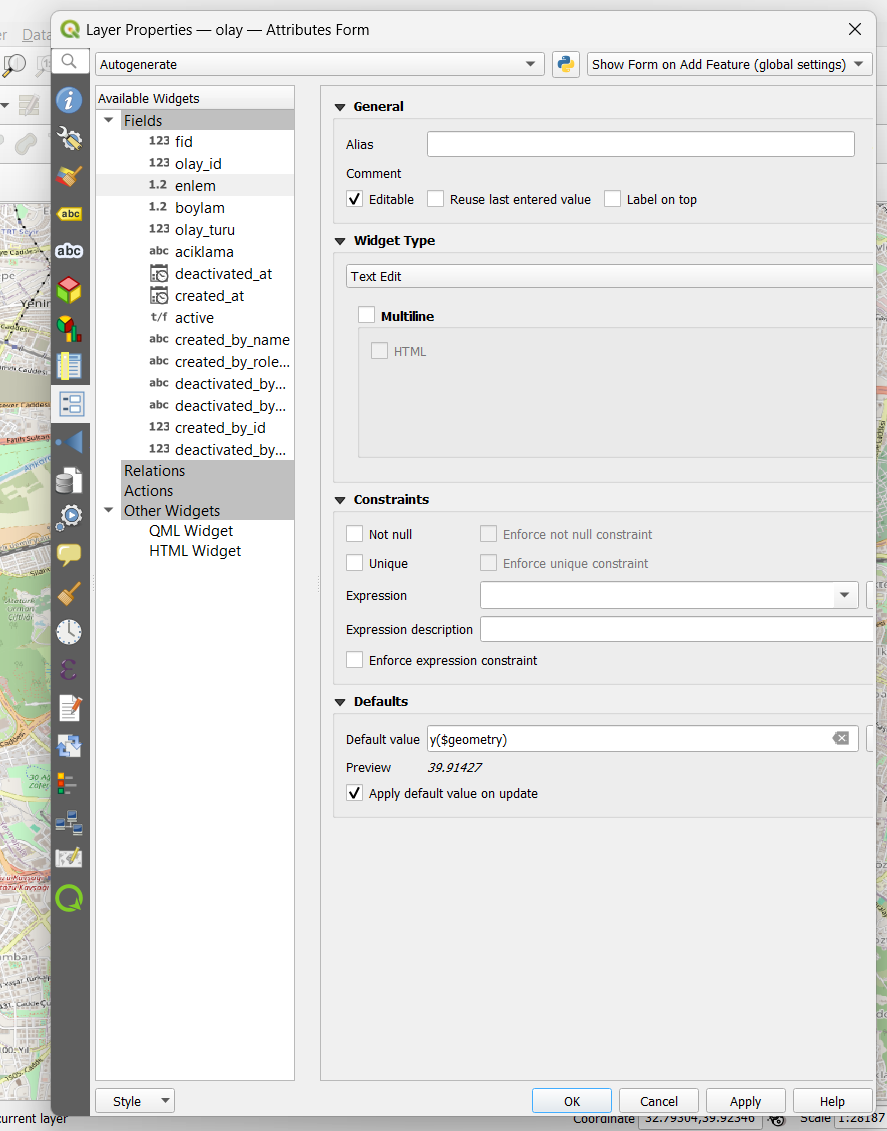 Layer Properties — olay — Attributes Form
Data
Autogenerate
Show Form on Add Feature (global settings)
Available Widgets
Fields
123 fid
123 olay_id
1.2 enlem
1.2 boylam
123 olay_turu
abc aciklama
deactivated_at
created_at
t/f active
abc created_by_name
abc created_by_role...
abc deactivated_by...
abc deactivated_by...
123 created_by_id
123 deactivated_by...
Relations
Actions
Other Widgets
QML Widget
HTML Widget
abc
abc
General
Alias
Comment
Editable
Reuse last entered value
Label on top
Widget Type
Text Edit
Multiline
HTML
Constraints
Not null
Enforce not null constraint
Unique
Enforce unique constraint
Expression
Expression description
Enforce expression constraint
Defaults
Default value
y($geometry)
Preview
39.91427
Apply default value on update
Style
OK
Cancel
Apply
Help
urrent layer
Coordinate
32.79304,39.92346
Scale
1:28187